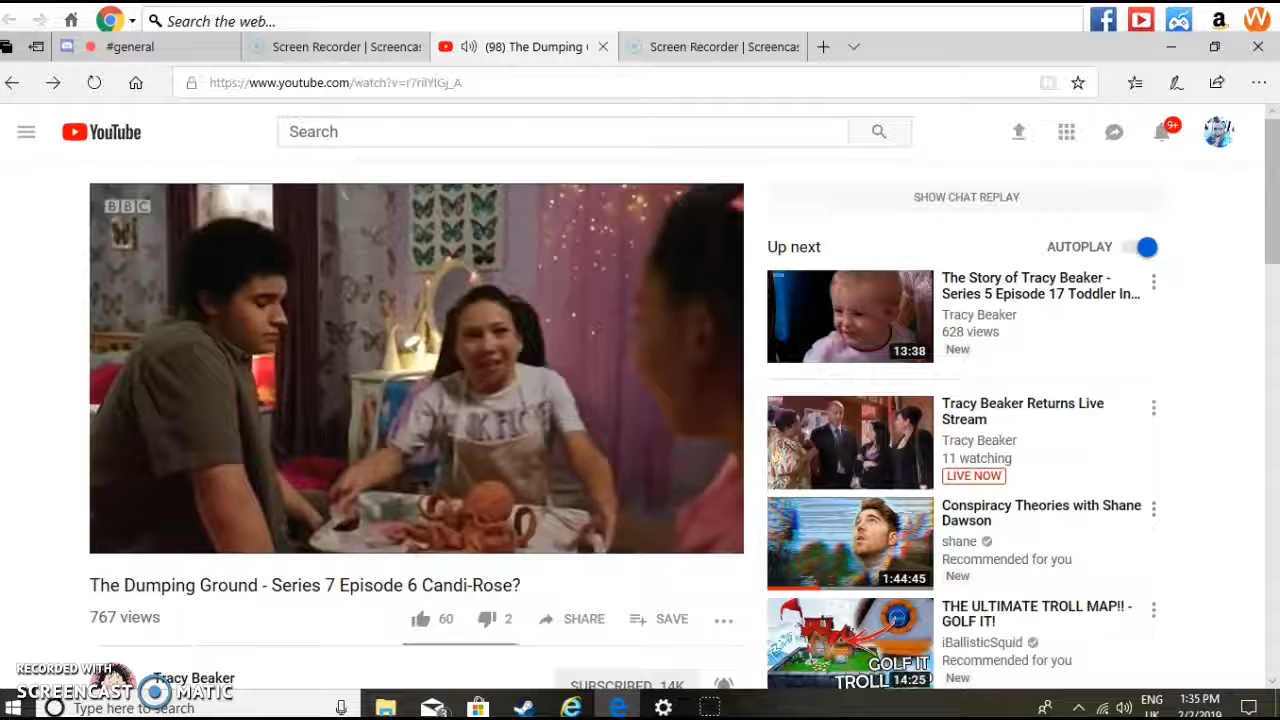 Search the web...
#general
Screen Recorder | Screencas
(98) The Dumping
Screen Recorder | Screencas
https://www.youtube.com/watch?v=r7rilYlGj_A
YouTube
Search
9+
SHOW CHAT REPLAY
BBC
Up next
AUTOPLAY
The Story of Tracy Beaker -
Series 5 Episode 17 Toddler In...
Tracy Beaker
628 views
New
13:38
Tracy Beaker Returns Live
Stream
Tracy Beaker
11 watching
LIVE NOW
Conspiracy Theories with Shane
Dawson
shane
Recommended for you
New
1:44:45
THE ULTIMATE TROLL MAP!! -
GOLF IT!
iBallisticSquid
Recommended for you
New
GOLF IT
TROLL
14:25
The Dumping Ground - Series 7 Episode 6 Candi-Rose?
767 views
60
2
SHARE
SAVE
Tracy Beaker
SUBSCRIBED 14K
RECORDED WITH
SCREENCAST MATIC
Type here to search
ENG
UK
1:35 PM
2/2/2019